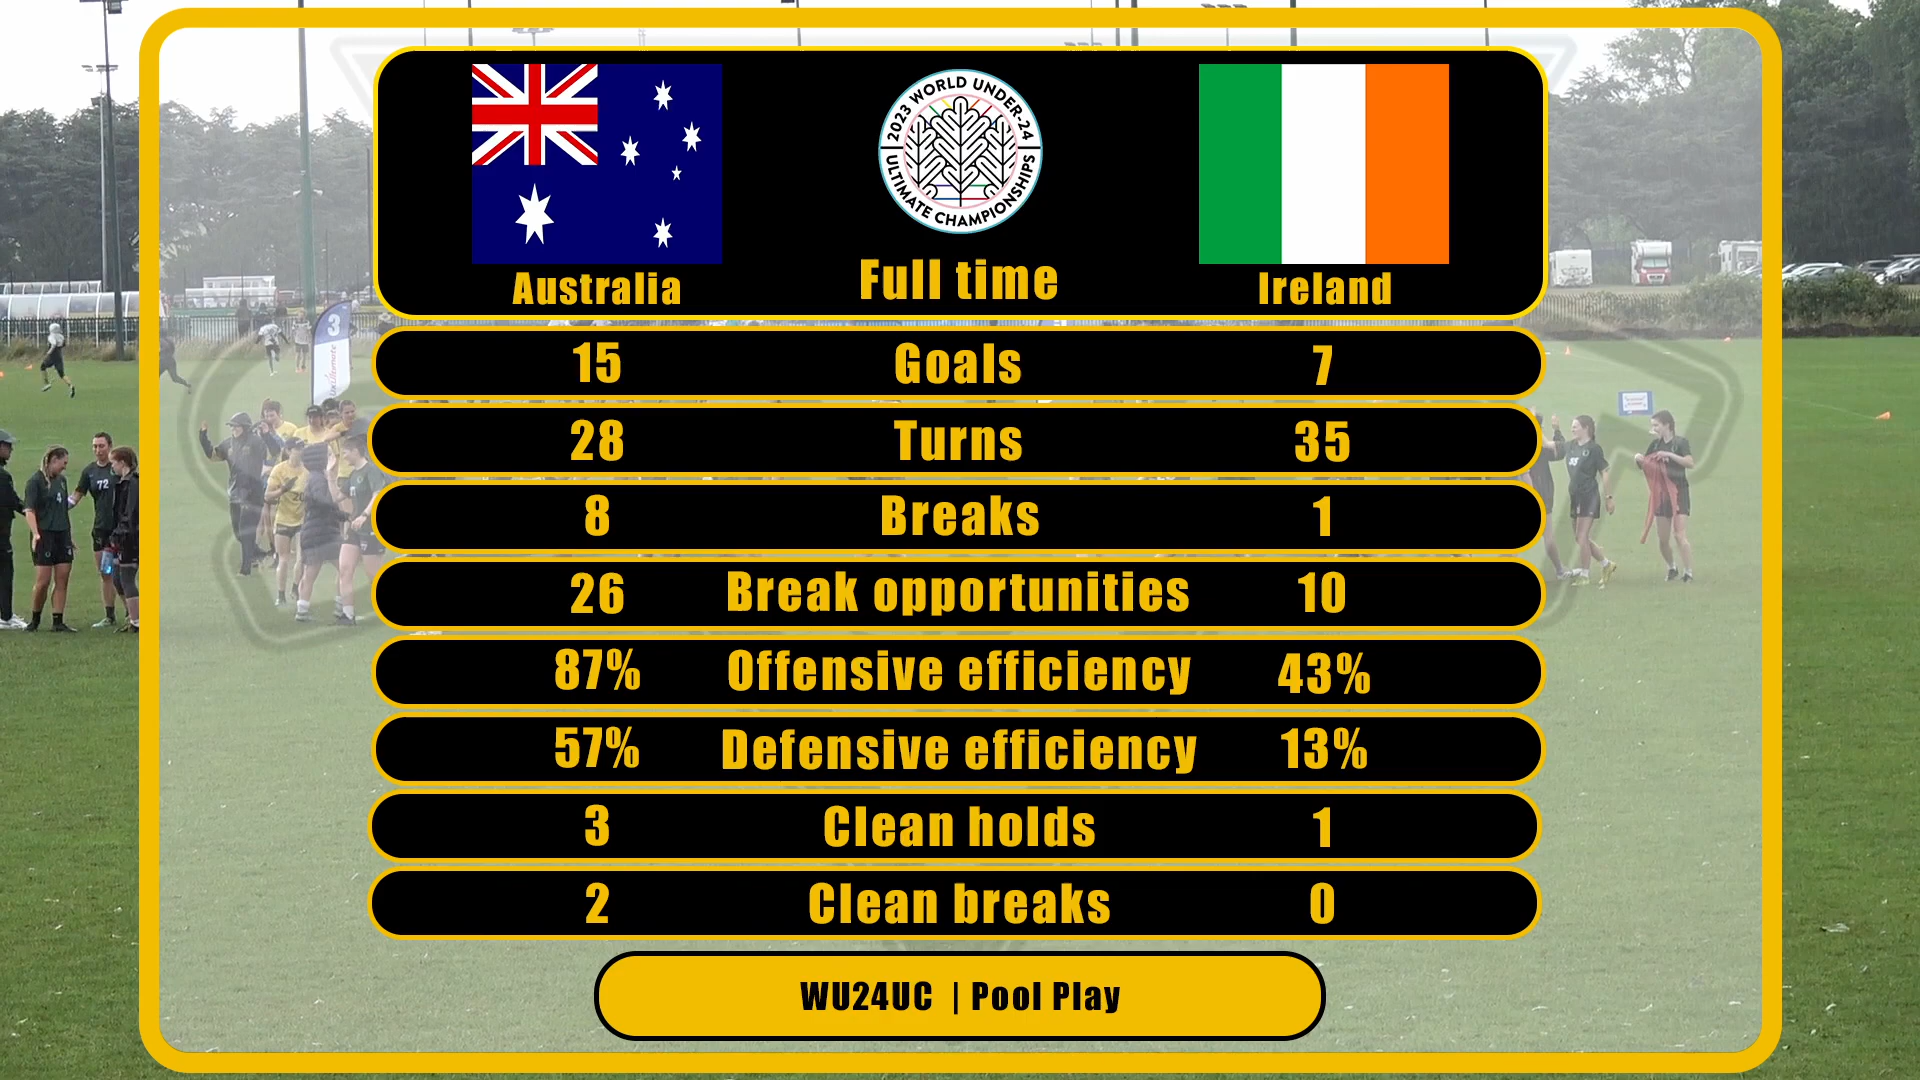 2023 WORLD UNDER-24
ULTIMATE CHAMPIONSHIPS
Australia Full time Ireland
15 Goals 7
28 Turns 35
8 Breaks 1
26 Break opportunities 10
87% Offensive efficiency 43%
57% Defensive efficiency 13%
3 Clean holds 1
2 Clean breaks 0
WU24UC | Pool Play
3
72